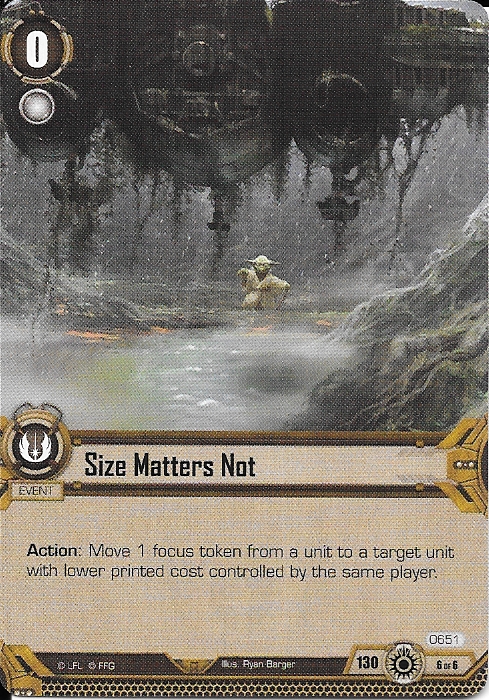 0
Size Matters Not
EVENT
Action: Move 1 focus token from a unit to a target unit
with lower printed cost controlled by the same player.
0651
© LFL © FFG
Illus. Ryan Barger
130
6 of 6